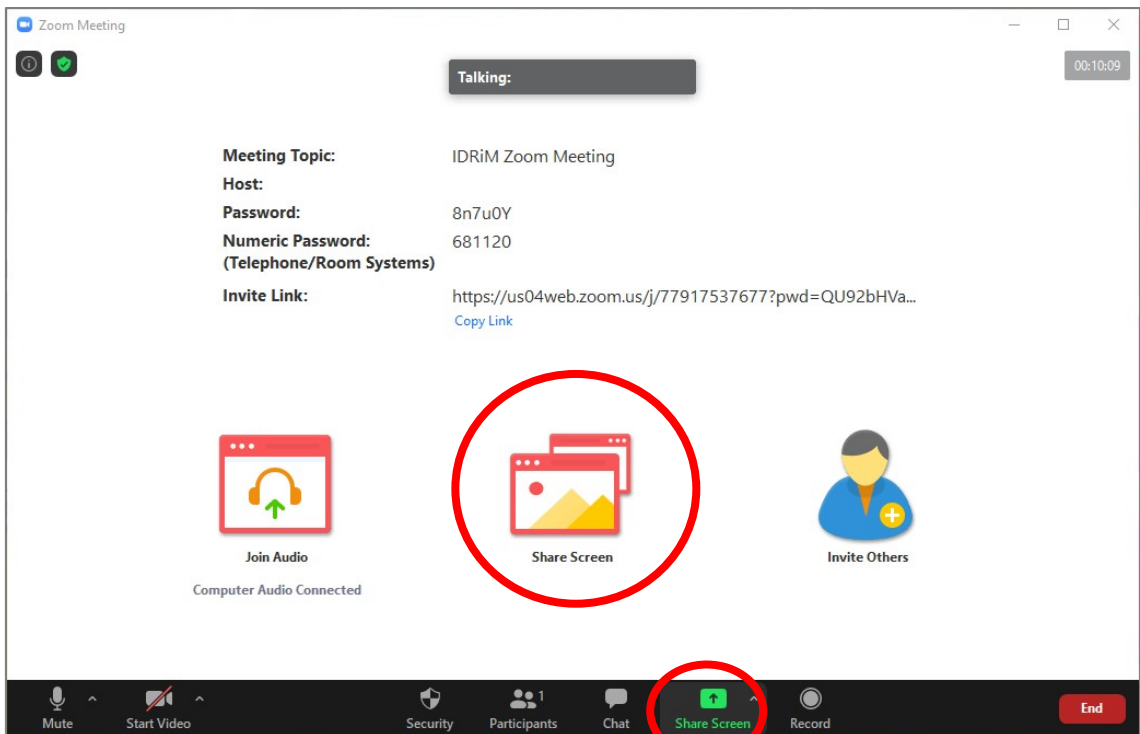 Zoom Meeting
Talking:
00:10:09
Meeting Topic: IDRiM Zoom Meeting
Host:
Password: 8n7u0Y
Numeric Password: 681120
(Telephone/Room Systems)
Invite Link: https://us04web.zoom.us/j/77917537677?pwd=QU92bHVa...
Copy Link
Join Audio Share Screen Invite Others
Computer Audio Connected
1
Mute Start Video Security Participants Chat Share Screen Record End